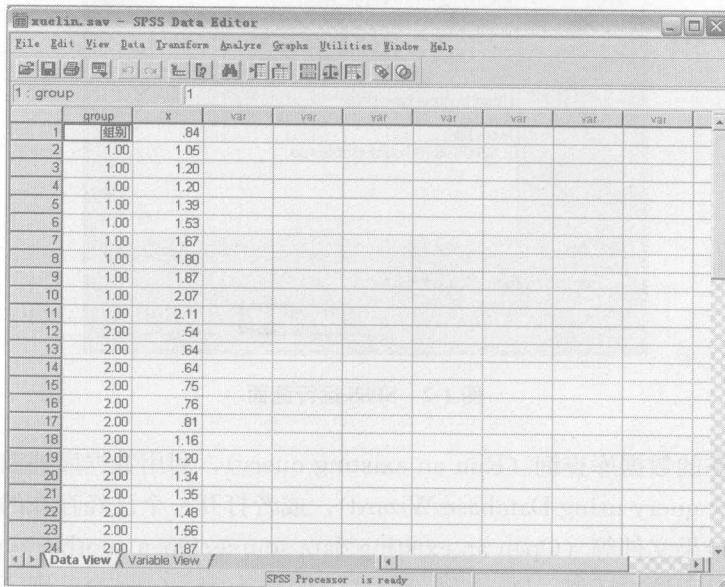 xuelin.sav - SPSS Data Editor
File Edit View Data Transform Analyze Graphs Utilities Window Help
1 : group 1
group x var var var var var var var
1 组别 .84
2 1.00 1.05
3 1.00 1.20
4 1.00 1.20
5 1.00 1.39
6 1.00 1.53
7 1.00 1.67
8 1.00 1.80
9 1.00 1.87
10 1.00 2.07
11 1.00 2.11
12 2.00 .54
13 2.00 .64
14 2.00 .64
15 2.00 .75
16 2.00 .76
17 2.00 .81
18 2.00 1.16
19 2.00 1.20
20 2.00 1.34
21 2.00 1.35
22 2.00 1.48
23 2.00 1.56
24 2.00 1.87
Data View Variable View
SPSS Processor is ready